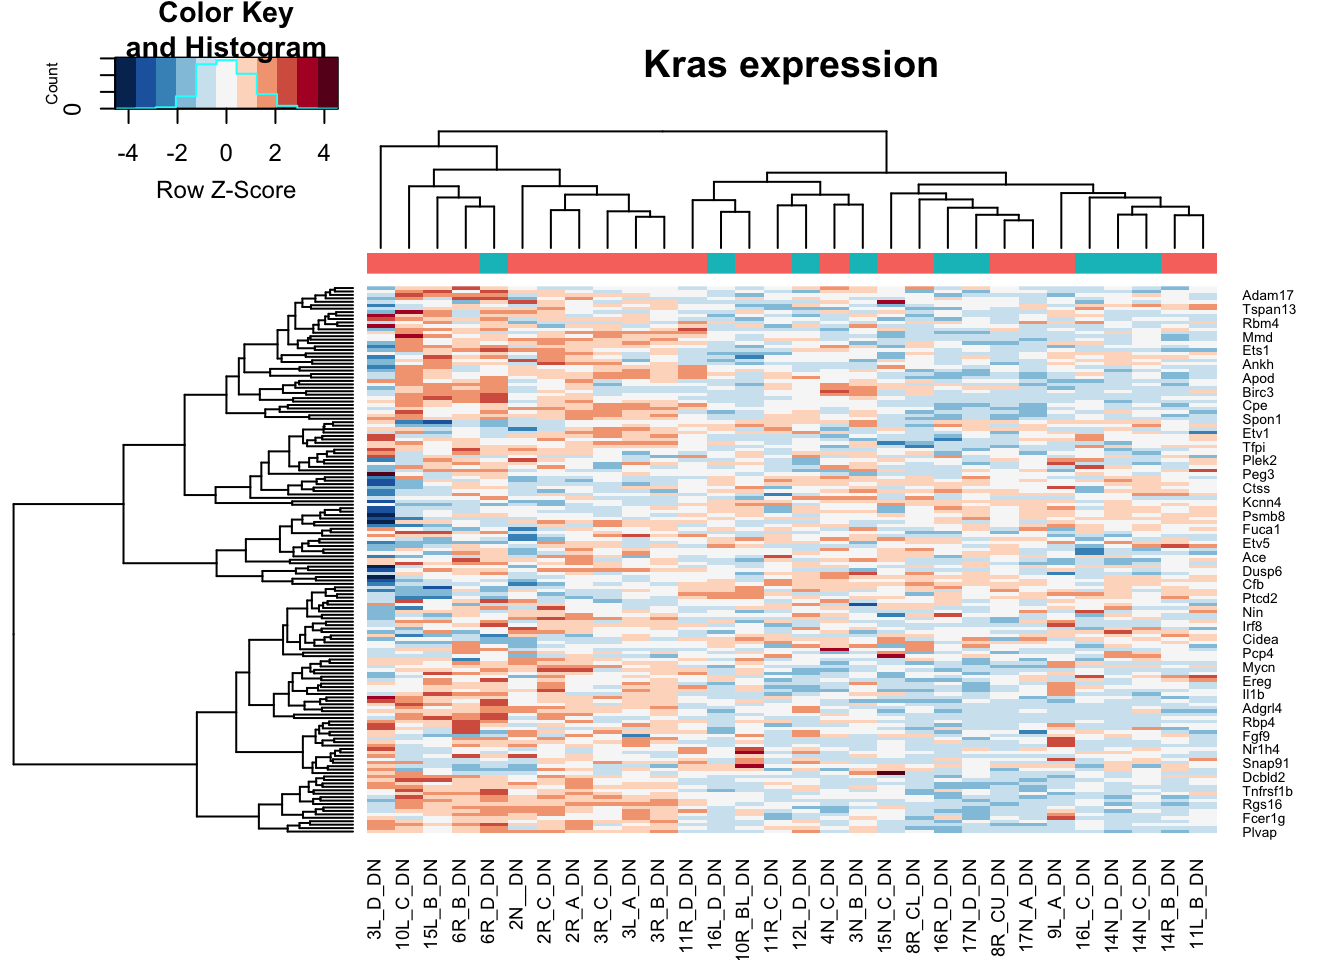 Color Key
and Histogram
Count
0
-4 -2 0 2 4
Row Z-Score
Kras expression
Adam17
Tspan13
Rbm4
Mmd
Ets1
Ankh
Apod
Birc3
Cpe
Spon1
Etv1
Tfpi
Plek2
Peg3
Ctss
Kcnn4
Psmb8
Fuca1
Etv5
Ace
Dusp6
Cfb
Ptcd2
Nin
Irf8
Cidea
Pcp4
Mycn
Ereg
Il1b
Adgrl4
Rbp4
Fgf9
Nr1h4
Snap91
Dcbld2
Tnfrsf1b
Rgs16
Fcer1g
Plvap
3L_D_DN
10L_C_DN
15L_B_DN
6R_B_DN
6R_D_DN
2N__DN
2R_C_DN
2R_A_DN
3R_C_DN
3L_A_DN
3R_B_DN
11R_D_DN
16L_D_DN
10R_BL_DN
11R_C_DN
12L_D_DN
4N_C_DN
3N_B_DN
15N_C_DN
8R_CL_DN
16R_D_DN
17N_D_DN
8R_CU_DN
17N_A_DN
9L_A_DN
16L_C_DN
14N_D_DN
14N_C_DN
14R_B_DN
11L_B_DN